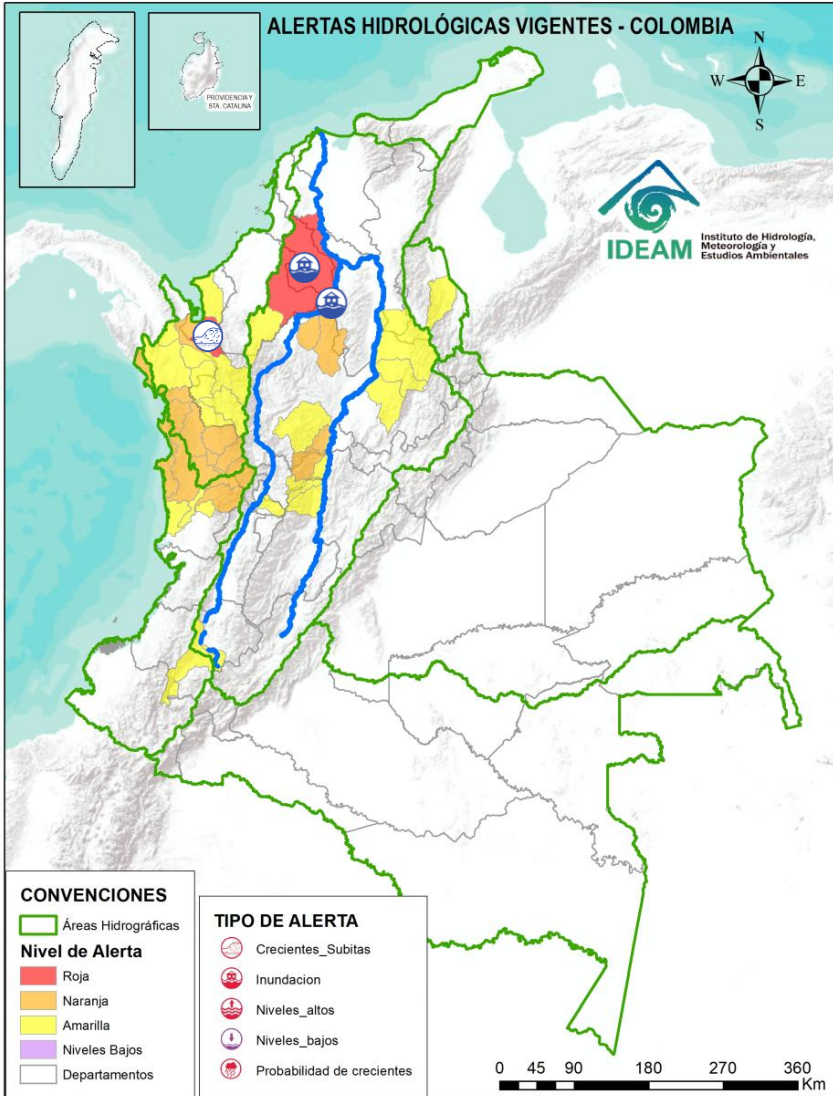 ALERTAS HIDROLÓGICAS VIGENTES - COLOMBIA
PROVIDENCIA Y
STA. CATALINA
N
W
E
S
IDEAM
Instituto de Hidrología,
Meteorología y
Estudios Ambientales
CONVENCIONES
Áreas Hidrográficas
Nivel de Alerta
Roja
Naranja
Amarilla
Niveles Bajos
Departamentos
TIPO DE ALERTA
Crecientes_Subitas
Inundacion
Niveles_altos
Niveles_bajos
Probabilidad de crecientes
0 45 90 180 270 360
Km